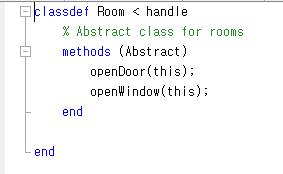 classdef Room < handle
% Abstract class for rooms
methods (Abstract)
openDoor(this);
openWindow(this);
end
end